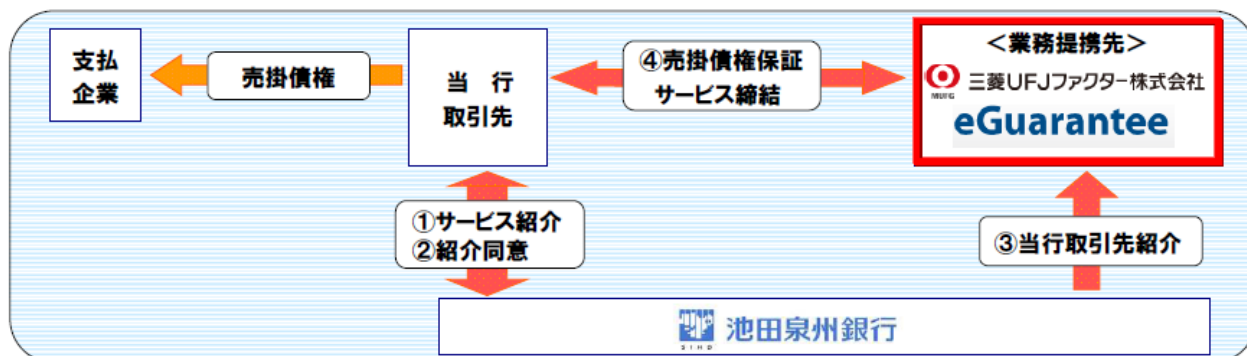 支払
企業
売掛債権
当 行
取引先
④売掛債権保証
サービス締結
＜業務提携先＞
MUFG
三菱UFJファクター株式会社
eGuarantee
①サービス紹介
②紹介同意
③当行取引先紹介
SIHD
池田泉州銀行